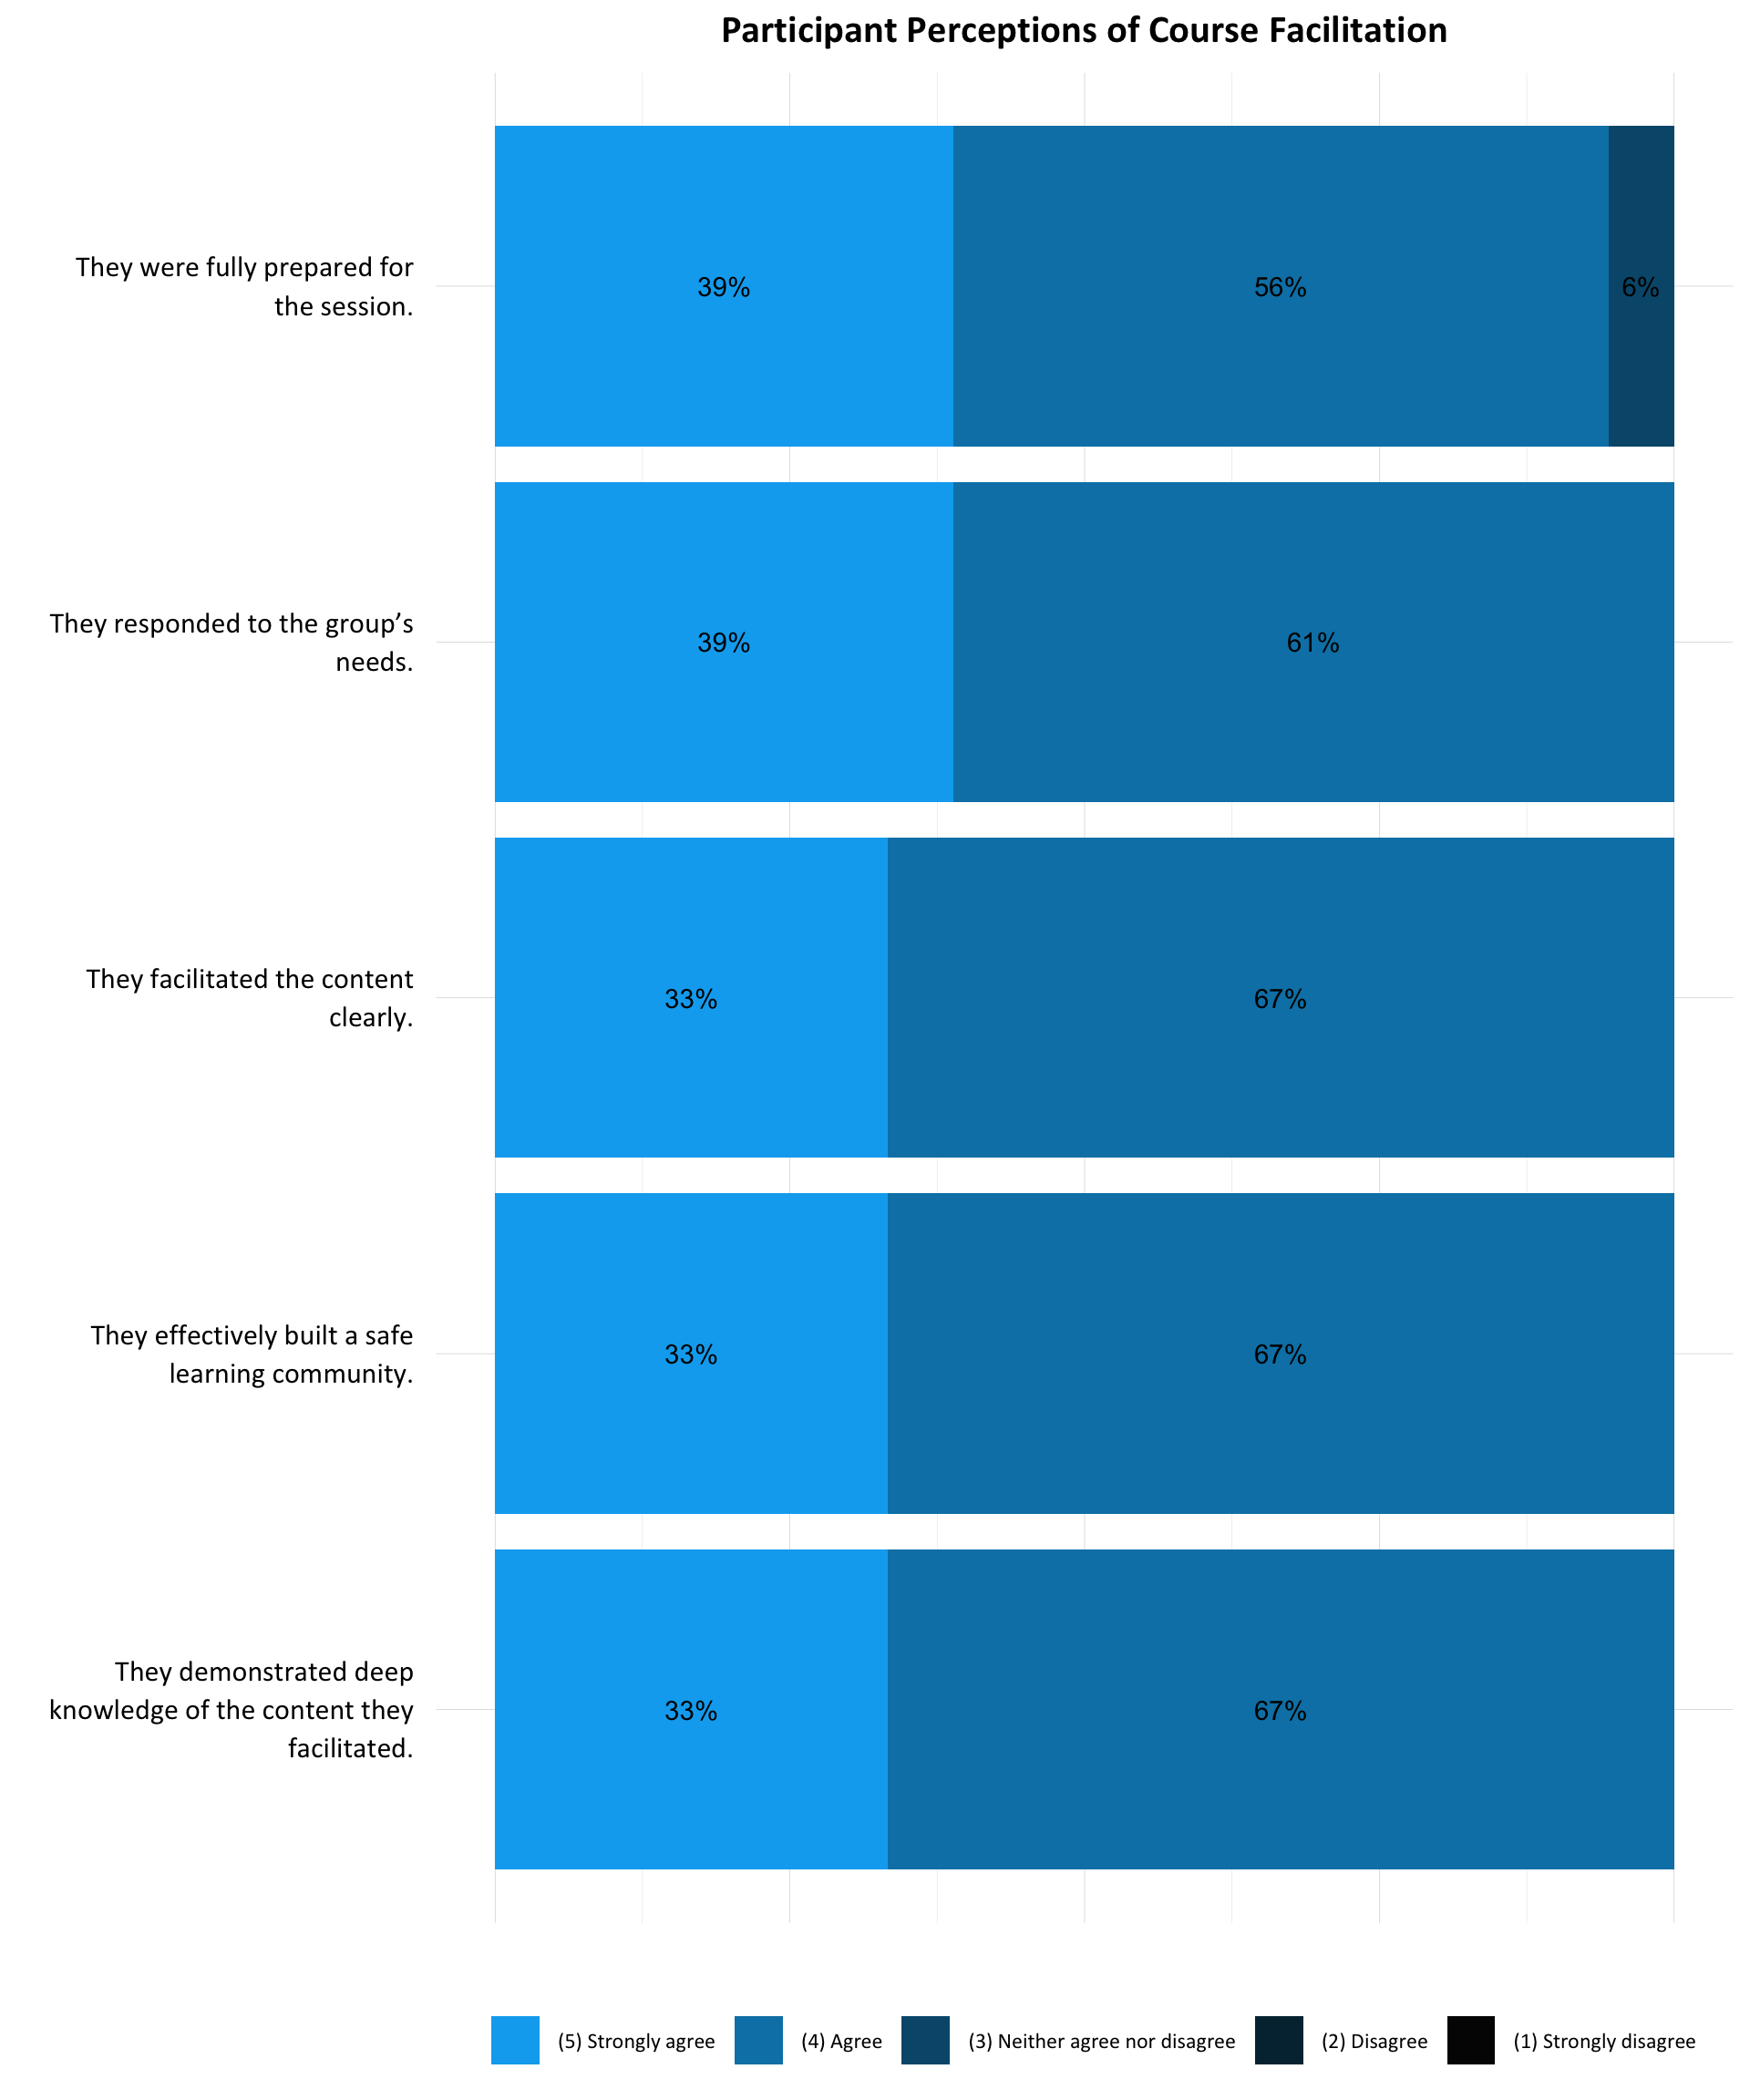 Participant Perceptions of Course Facilitation
They were fully prepared for
the session.
39%
56%
6%
They responded to the group’s
needs.
39%
61%
They facilitated the content
clearly.
33%
67%
They effectively built a safe
learning community.
33%
67%
They demonstrated deep
knowledge of the content they
facilitated.
33%
67%
(5) Strongly agree
(4) Agree
(3) Neither agree nor disagree
(2) Disagree
(1) Strongly disagree